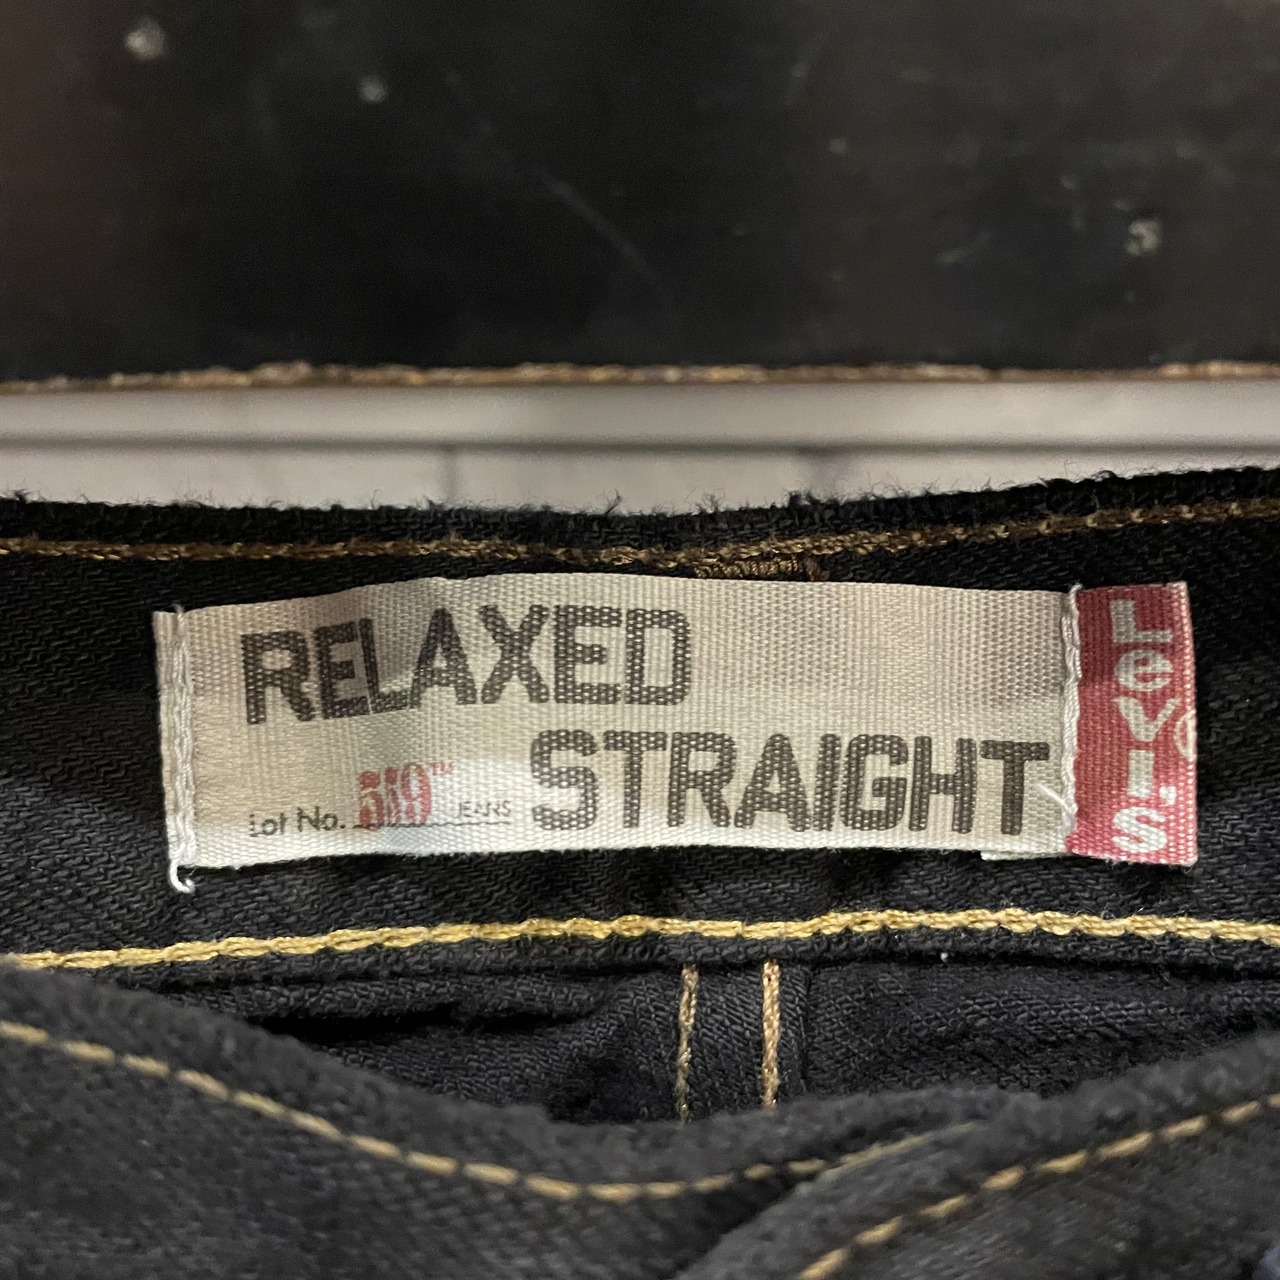 RELAXED
STRAIGHT
Lot No. 559™ JEANS
LeVI'S